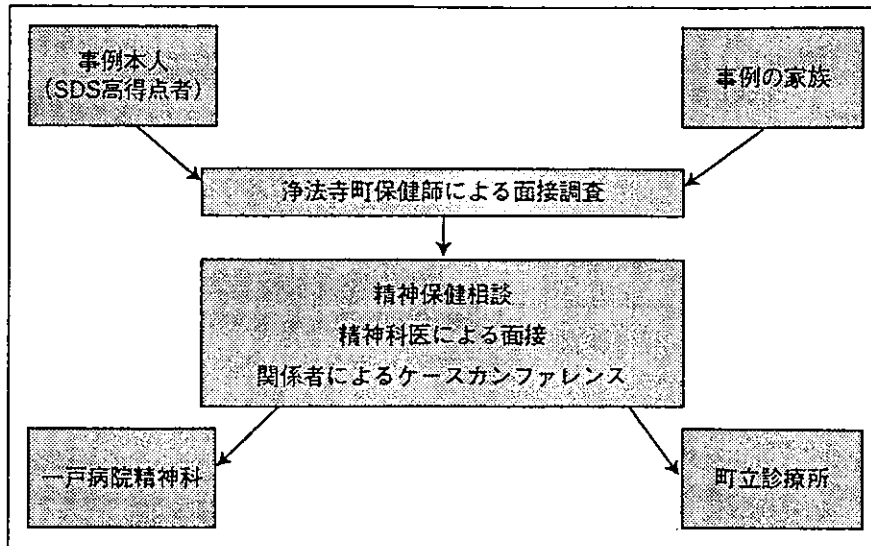 事例本人
(SDS高得点者)
事例の家族
浄法寺町保健師による面接調査
精神保健相談
精神科医による面接
関係者によるケースカンファレンス
一戸病院精神科
町立診療所